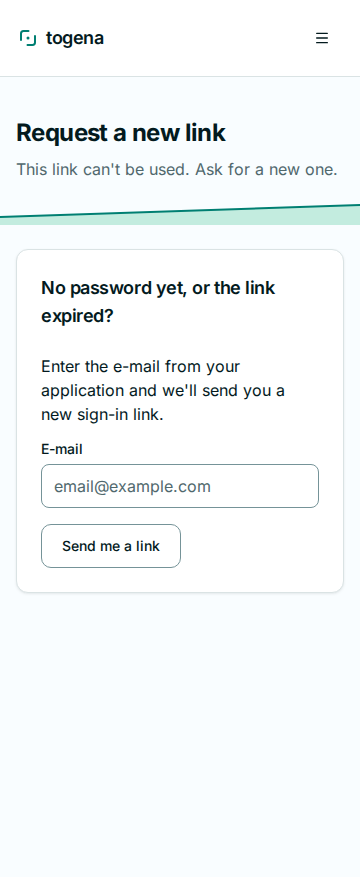 togena
Request a new link
This link can't be used. Ask for a new one.
No password yet, or the link
expired?
Enter the e-mail from your
application and we'll send you a
new sign-in link.
E-mail
email@example.com
Send me a link